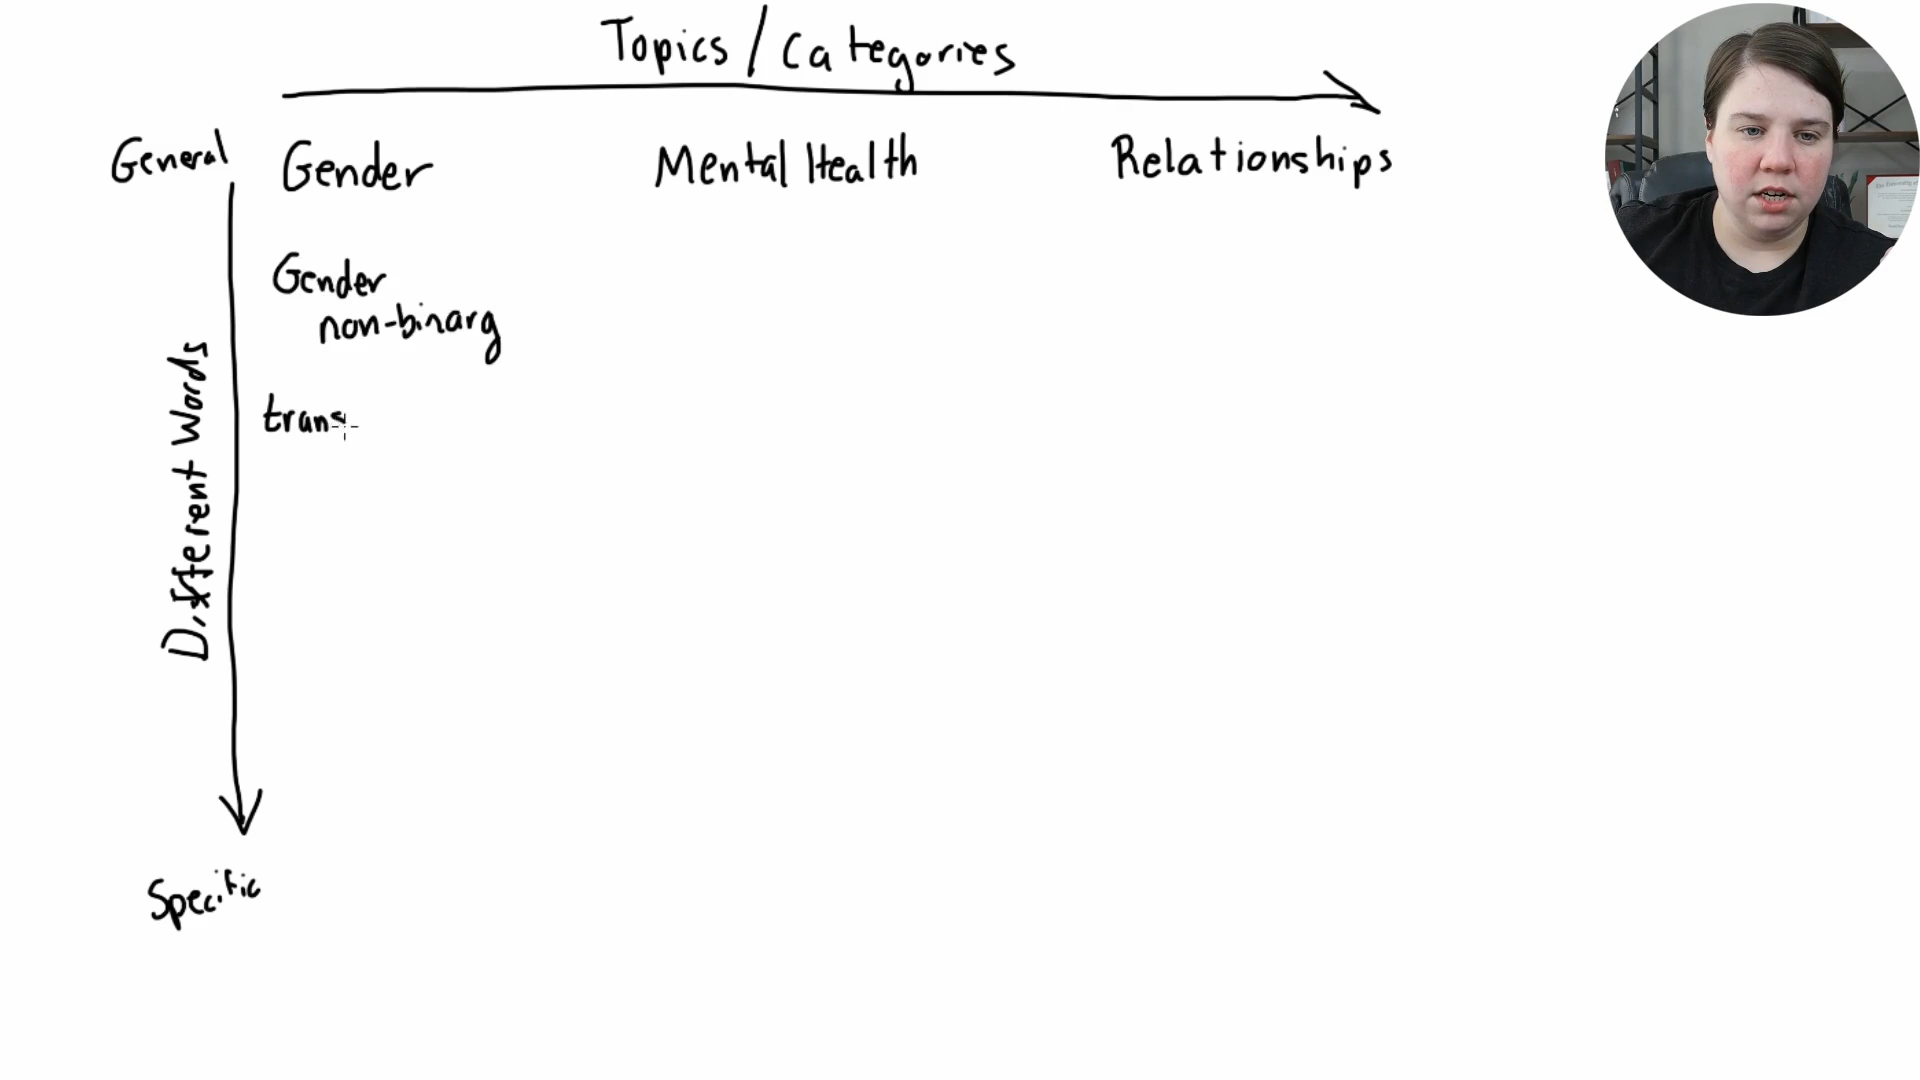 Topics / Categories
General
Gender
Mental Health
Relationships
Gender
non-binarg
trans
Different Words
Specific